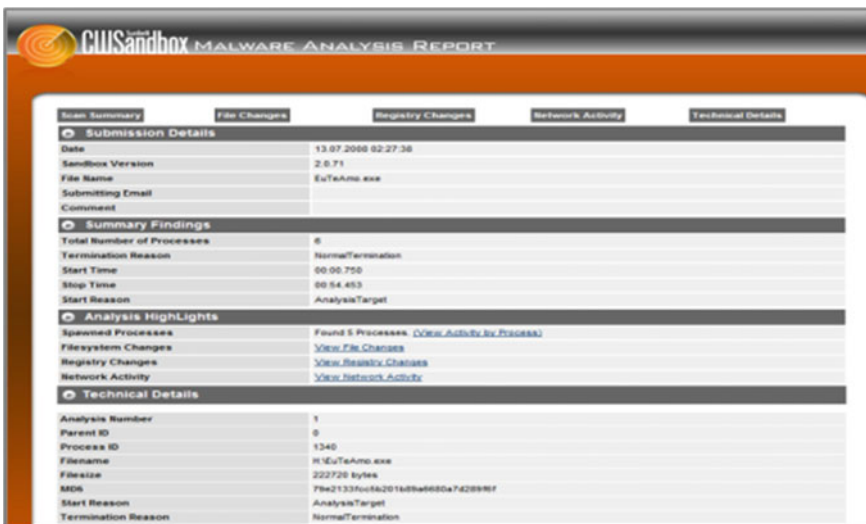 Sunbelt
CWSandbox MALWARE ANALYSIS REPORT
Scan Summary File Changes Registry Changes Network Activity Technical Details
Submission Details
Date 13.07.2008 02:27:38
Sandbox Version 2.0.71
File Name EuTeAmo.exe
Submitting Email
Comment
Summary Findings
Total Number of Processes 6
Termination Reason NormalTermination
Start Time 00:00.750
Stop Time 00:54.453
Start Reason AnalysisTarget
Analysis HighLights
Spawned Processes Found 5 Processes. (View Activity by Process)
Filesystem Changes View File Changes
Registry Changes View Registry Changes
Network Activity View Network Activity
Technical Details
Analysis Number 1
Parent ID 0
Process ID 1340
Filename H:\EuTeAmo.exe
Filesize 222720 bytes
MD5
Start Reason AnalysisTarget
Termination Reason NormalTermination